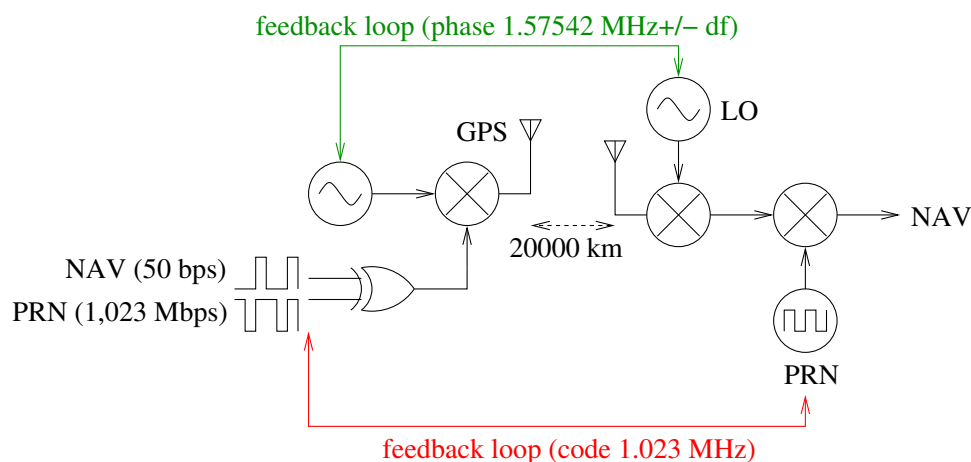 feedback loop (phase 1.57542 MHz+/− df)
LO
GPS
NAV
20000 km
NAV (50 bps)
PRN (1,023 Mbps)
PRN
feedback loop (code 1.023 MHz)